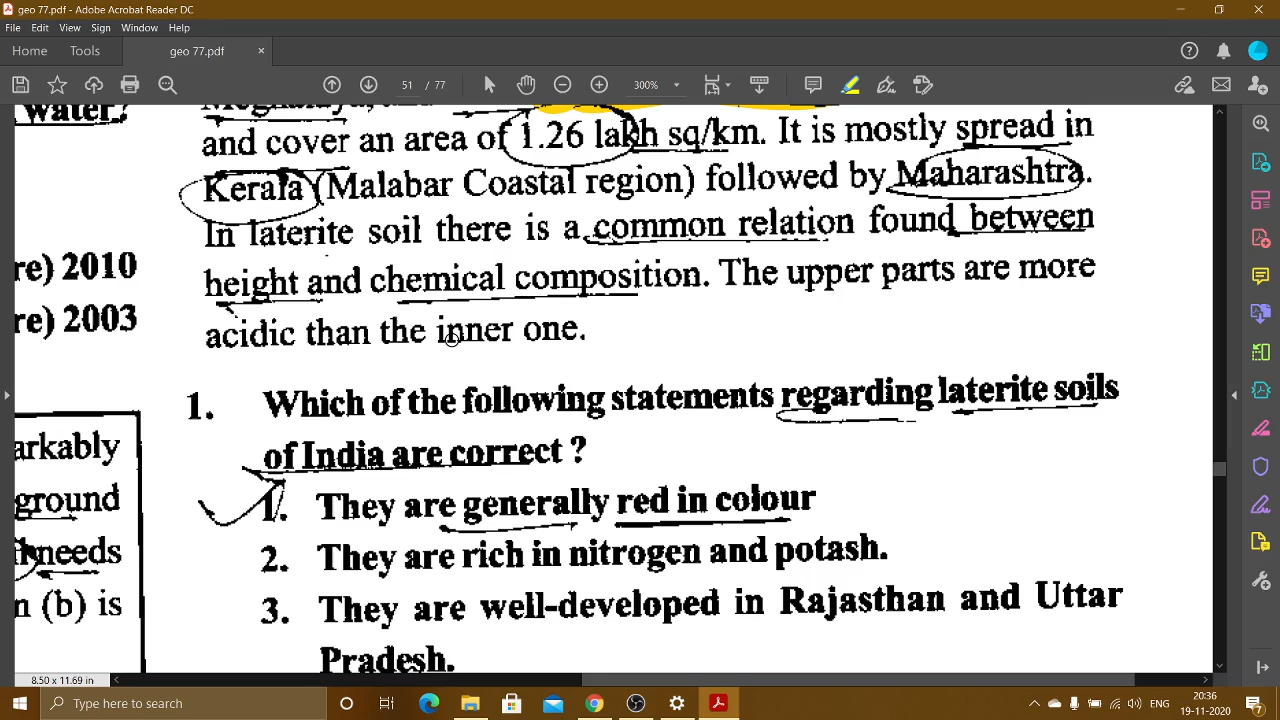 geo 77.pdf - Adobe Acrobat Reader DC
File Edit View Sign Window Help
Home Tools geo 77.pdf ×
51 / 77 300%
water?
Meghalaya, and
and cover an area of 1.26 lakh sq/km. It is mostly spread in
Kerala (Malabar Coastal region) followed by Maharashtra.
In laterite soil there is a common relation found between
height and chemical composition. The upper parts are more
acidic than the inner one.
re) 2010
re) 2003
1. Which of the following statements regarding laterite soils
of India are correct ?
1. They are generally red in colour
2. They are rich in nitrogen and potash.
3. They are well-developed in Rajasthan and Uttar
Pradesh.
arkably
ground
needs
n (b) is
8.50 x 11.69 in
Type here to search
ENG
20:36
19-11-2020
7